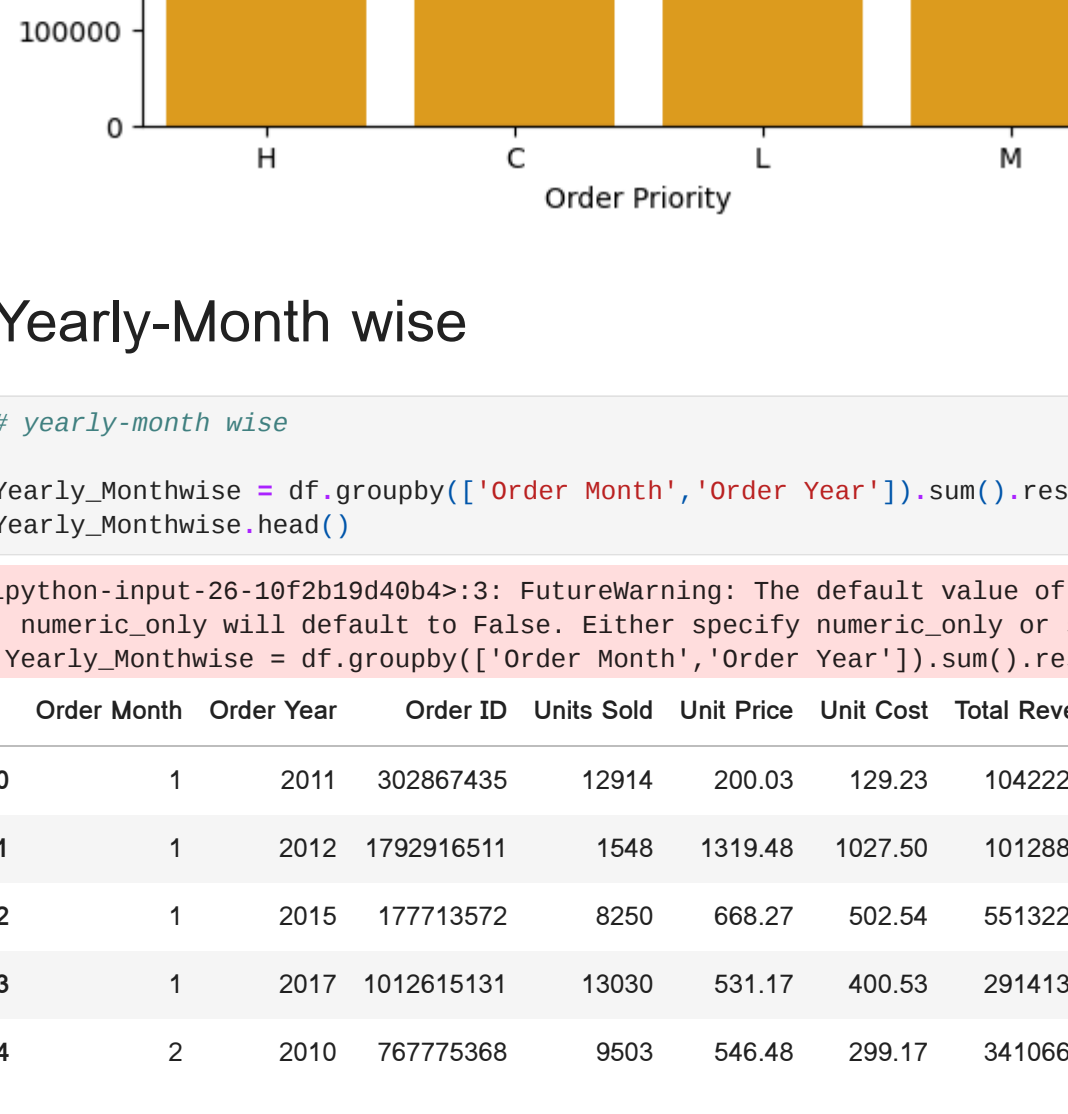 100000
0
H C L M
Order Priority
Yearly-Month wise
# yearly-month wise
Yearly_Monthwise = df.groupby(['Order Month','Order Year']).sum().res
Yearly_Monthwise.head()
ipython-input-26-10f2b19d40b4>:3: FutureWarning: The default value of
numeric_only will default to False. Either specify numeric_only or
Yearly_Monthwise = df.groupby(['Order Month','Order Year']).sum().re
Order Month Order Year Order ID Units Sold Unit Price Unit Cost Total Reve
0 1 2011 302867435 12914 200.03 129.23 104222
1 1 2012 1792916511 1548 1319.48 1027.50 101288
2 1 2015 177713572 8250 668.27 502.54 551322
3 1 2017 1012615131 13030 531.17 400.53 291413
4 2 2010 767775368 9503 546.48 299.17 341066